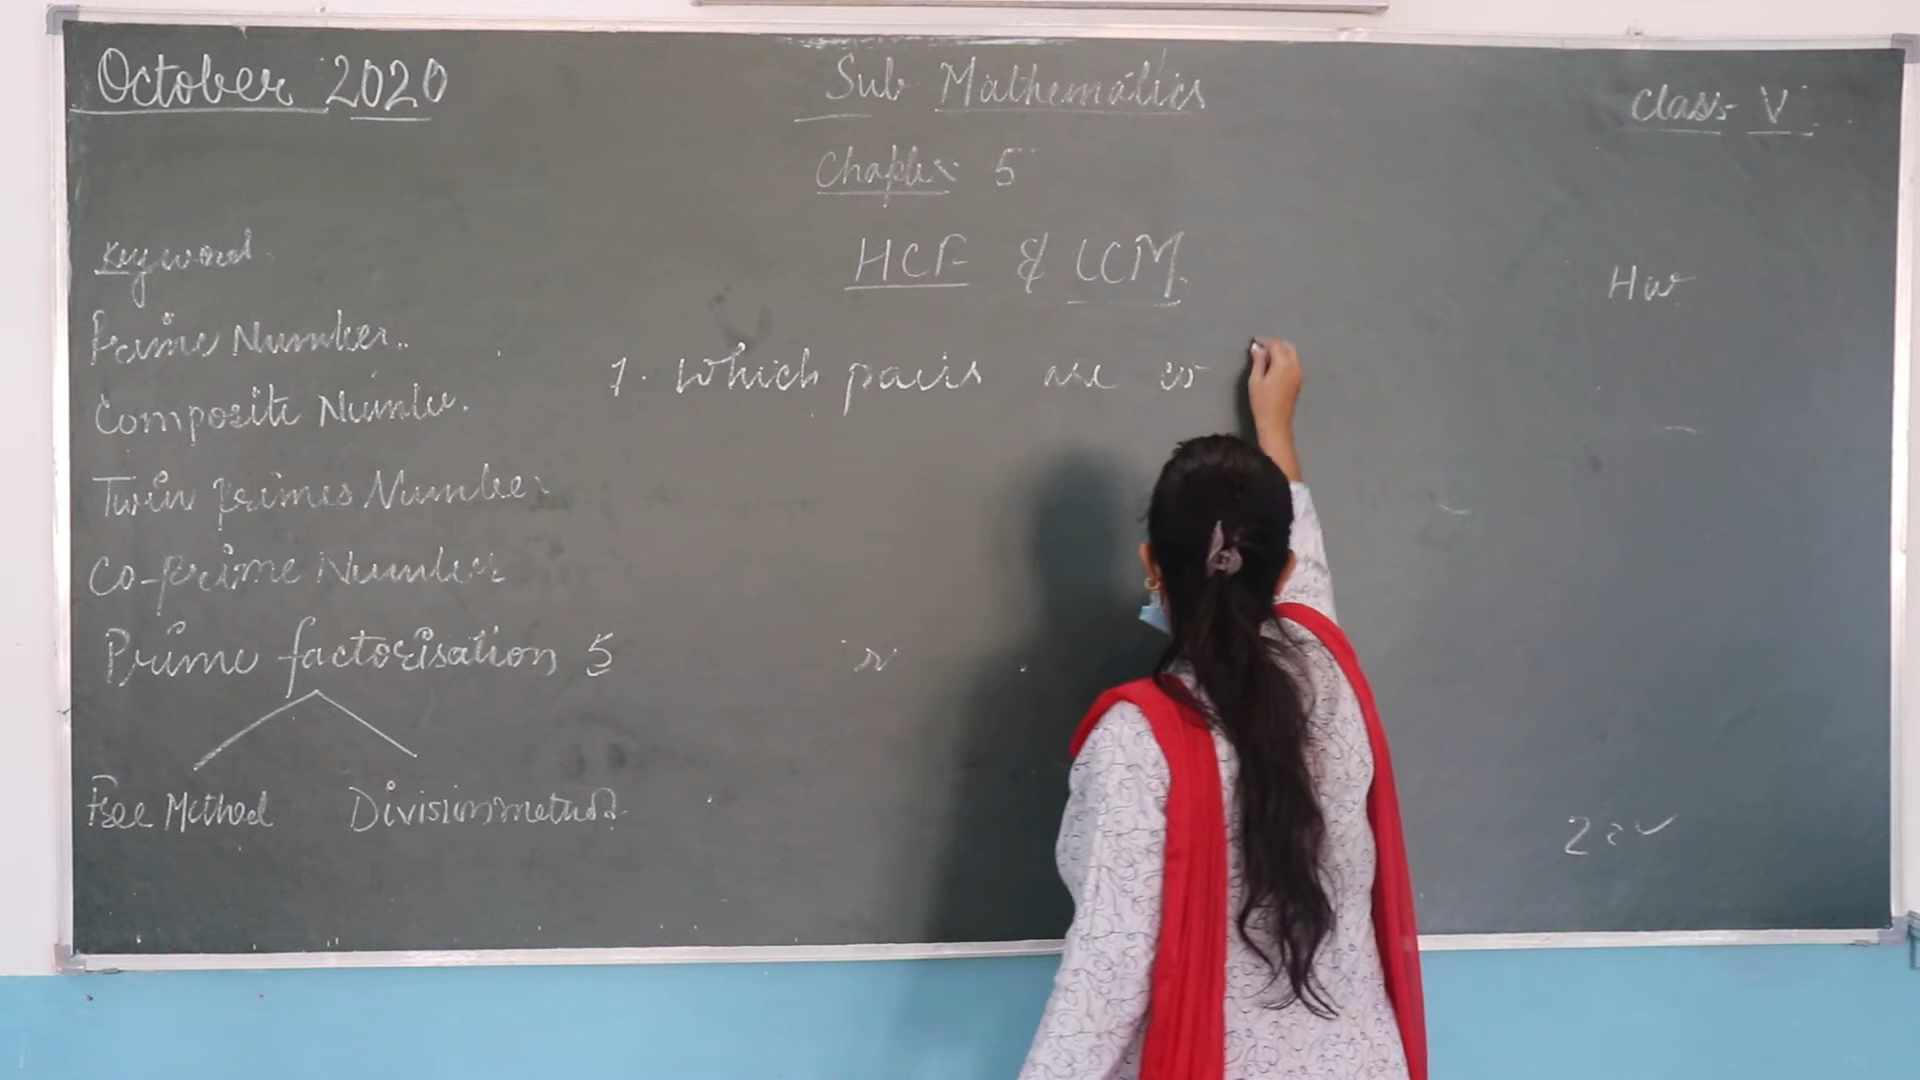 October 2020
Sub Mathematics
Class V
Chapter 5
HCF & LCM
Keyword
Prime Number.
Composite Number.
Twin primes Number
Co-prime Number
Prime factorisation 5
Tree Method Division method
1. Which pairs are co
Hw